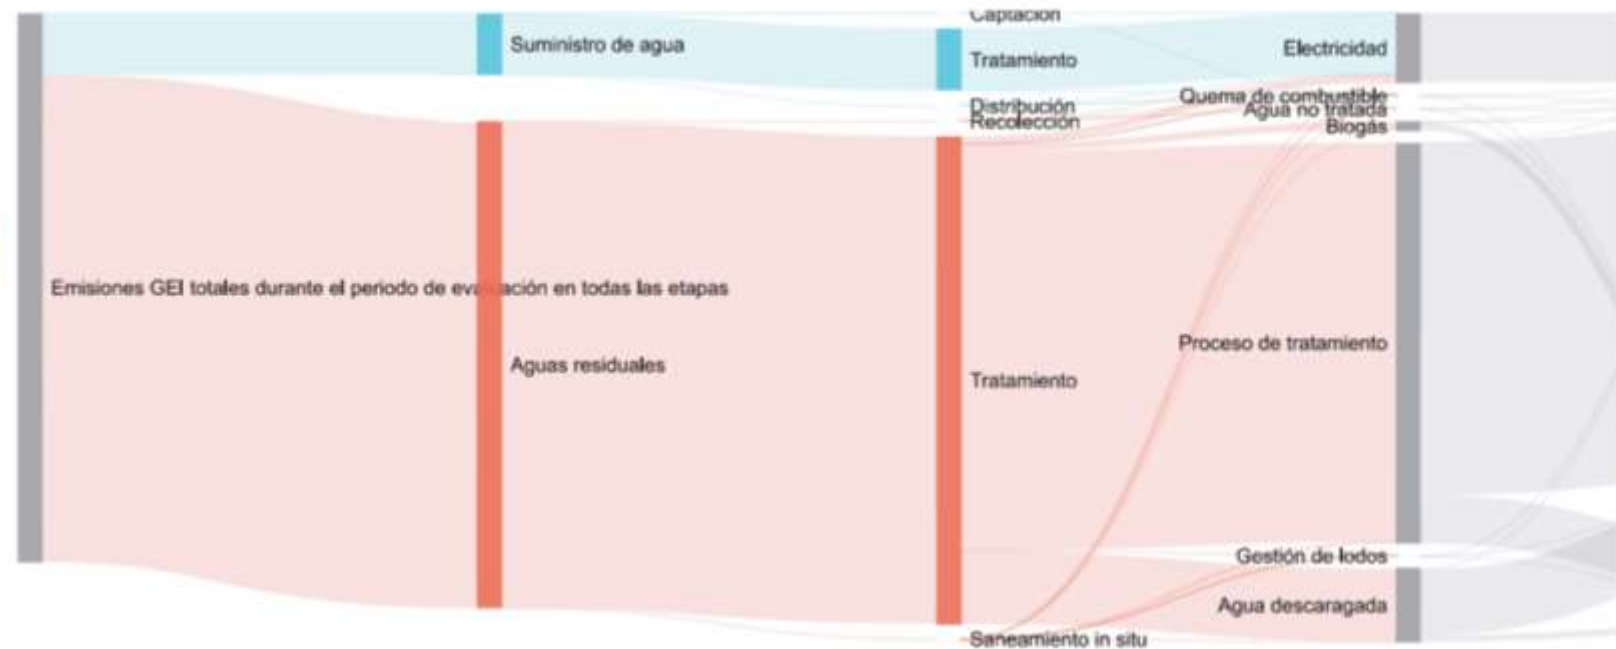 Captación
Suministro de agua
Electricidad
Tratamiento
Quema de combustible
Distribución
Agua no tratada
Recolección
Biogás
Emisiones GEI totales durante el periodo de evaluación en todas las etapas
Proceso de tratamiento
Aguas residuales
Tratamiento
Gestión de lodos
Agua descaragada
Saneamiento in situ